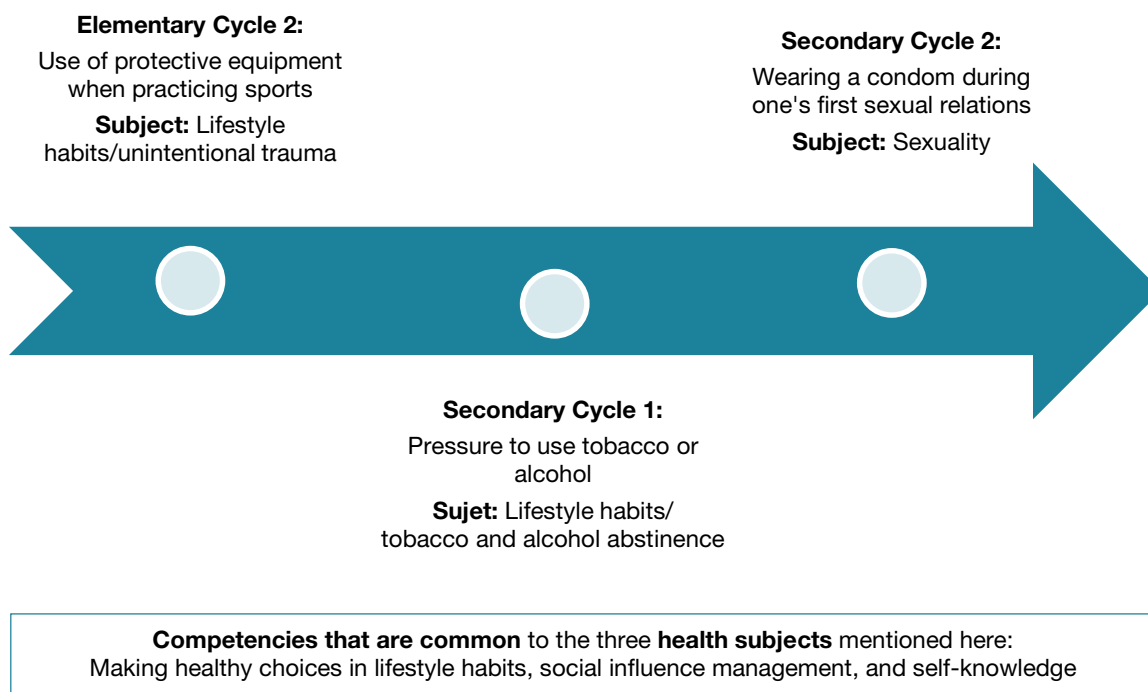 Elementary Cycle 2:
Use of protective equipment
when practicing sports
Subject: Lifestyle
habits/unintentional trauma
Secondary Cycle 2:
Wearing a condom during
one's first sexual relations
Subject: Sexuality
Secondary Cycle 1:
Pressure to use tobacco or
alcohol
Sujet: Lifestyle habits/
tobacco and alcohol abstinence
Competencies that are common to the three health subjects mentioned here:
Making healthy choices in lifestyle habits, social influence management, and self-knowledge